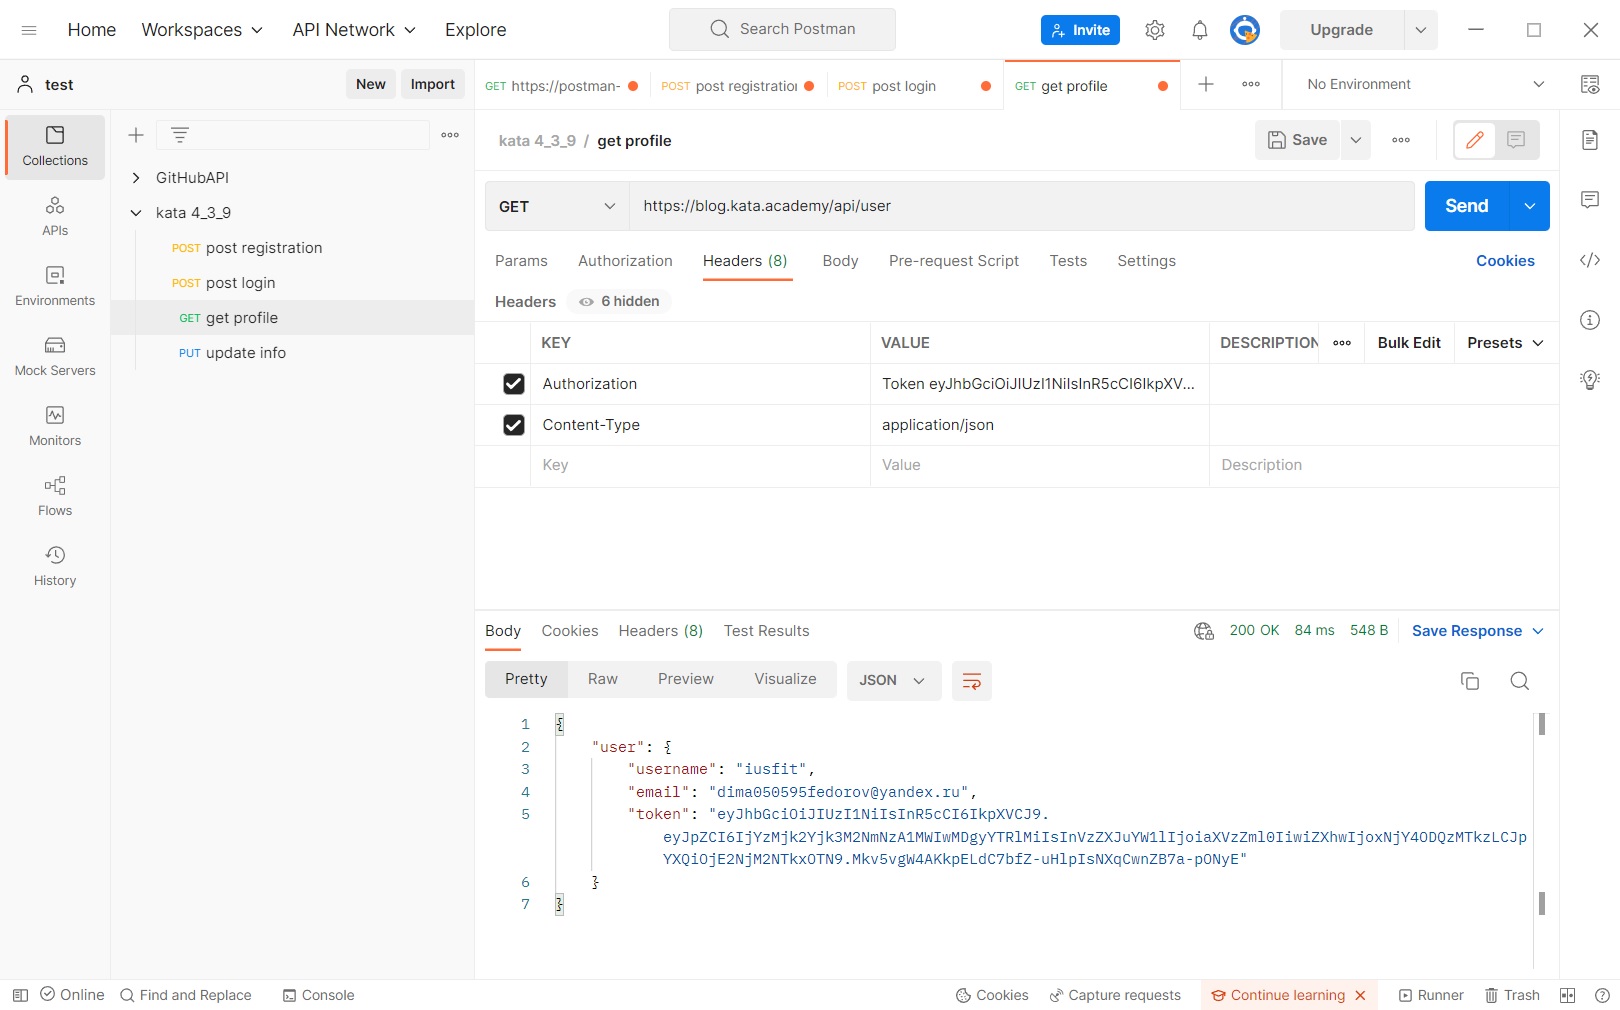 Home Workspaces API Network Explore Search Postman Invite Upgrade
test New Import
GET https://postman- POST post registration POST post login GET get profile No Environment
Collections
APIs
Environments
Mock Servers
Monitors
Flows
History
GitHubAPI
kata 4_3_9
POST post registration
POST post login
GET get profile
PUT update info
kata 4_3_9 / get profile Save
GET https://blog.kata.academy/api/user Send
Params Authorization Headers (8) Body Pre-request Script Tests Settings Cookies
Headers 6 hidden
KEY VALUE DESCRIPTION Bulk Edit Presets
Authorization Token eyJhbGciOiJIUzI1NiIsInR5cCI6IkpXV...
Content-Type application/json
Key Value Description
Body Cookies Headers (8) Test Results 200 OK 84 ms 548 B Save Response
Pretty Raw Preview Visualize JSON
1 {
2 "user": {
3 "username": "iusfit",
4 "email": "dima050595fedorov@yandex.ru",
5 "token": "eyJhbGciOiJIUzI1NiIsInR5cCI6IkpXVCJ9.
eyJpZCI6IjYzMjk2Yjk3M2NmNzA1MWIwMDgyYTRlMiIsInVzZXJuYW1lIjoiaXVzZml0IiwiZXhwIjoxNjY4ODQzMTkzLCJp
YXQiOjE2NjM2NTkxOTN9.Mkv5vgW4AKkpELdC7bfZ-uHlpIsNXqCwnZB7a-pONyE"
6 }
7 }
Online Find and Replace Console Cookies Capture requests Continue learning Runner Trash